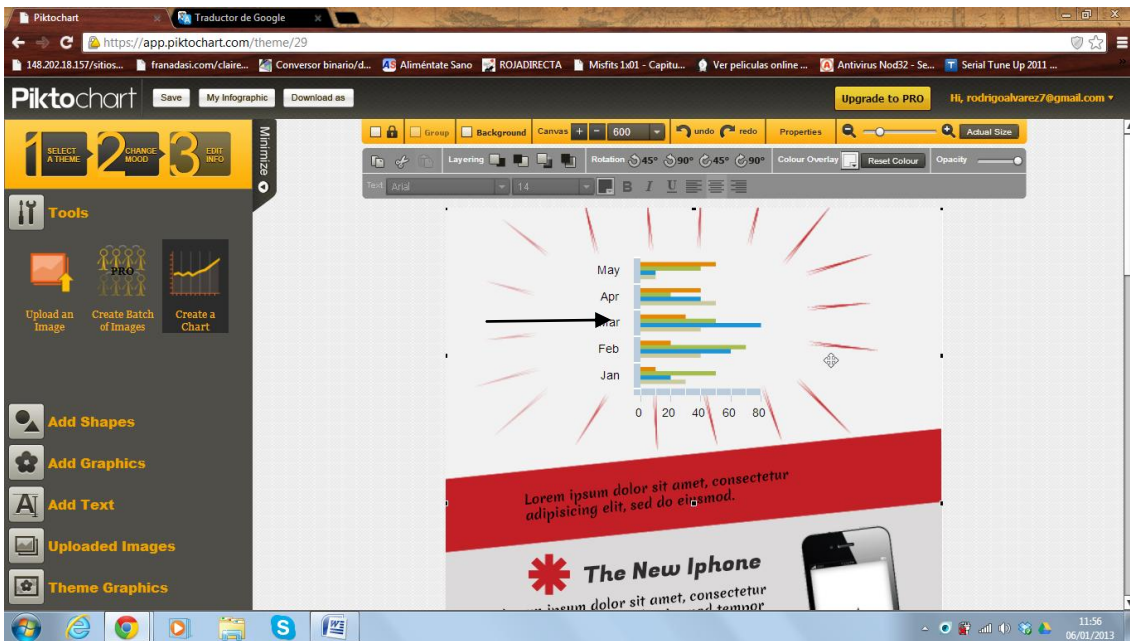 Piktochart
Traductor de Google
https://app.piktochart.com/theme/29
148.202.18.157/sitios...
franadasi.com/claire...
Conversor binario/d...
Aliméntate Sano
ROJADIRECTA
Misfits 1x01 - Capitu...
Ver peliculas online ...
Antivirus Nod32 - Se...
Serial Tune Up 2011 ...
Piktochart
Save
My Infographic
Download as
Upgrade to PRO
Hi, rodrigoalvarez7@gmail.com
1 SELECT A THEME
2 CHANGE MOOD
3 EDIT INFO
Minimize
Group
Background
Canvas + - 600
undo
redo
Properties
Actual Size
Layering
Rotation 45° 90° 45° 90°
Colour Overlay
Reset Colour
Opacity
Text Arial 14 B I U
Tools
PRO
Upload an Image
Create Batch of Images
Create a Chart
Add Shapes
Add Graphics
Add Text
Uploaded Images
Theme Graphics
May
Apr
Mar
Feb
Jan
0 20 40 60 80
Lorem ipsum dolor sit amet, consectetur
adipisicing elit, sed do eiusmod.
The New Iphone
ipsum dolor sit amet, consectetur
tempor
11:56
06/01/2013